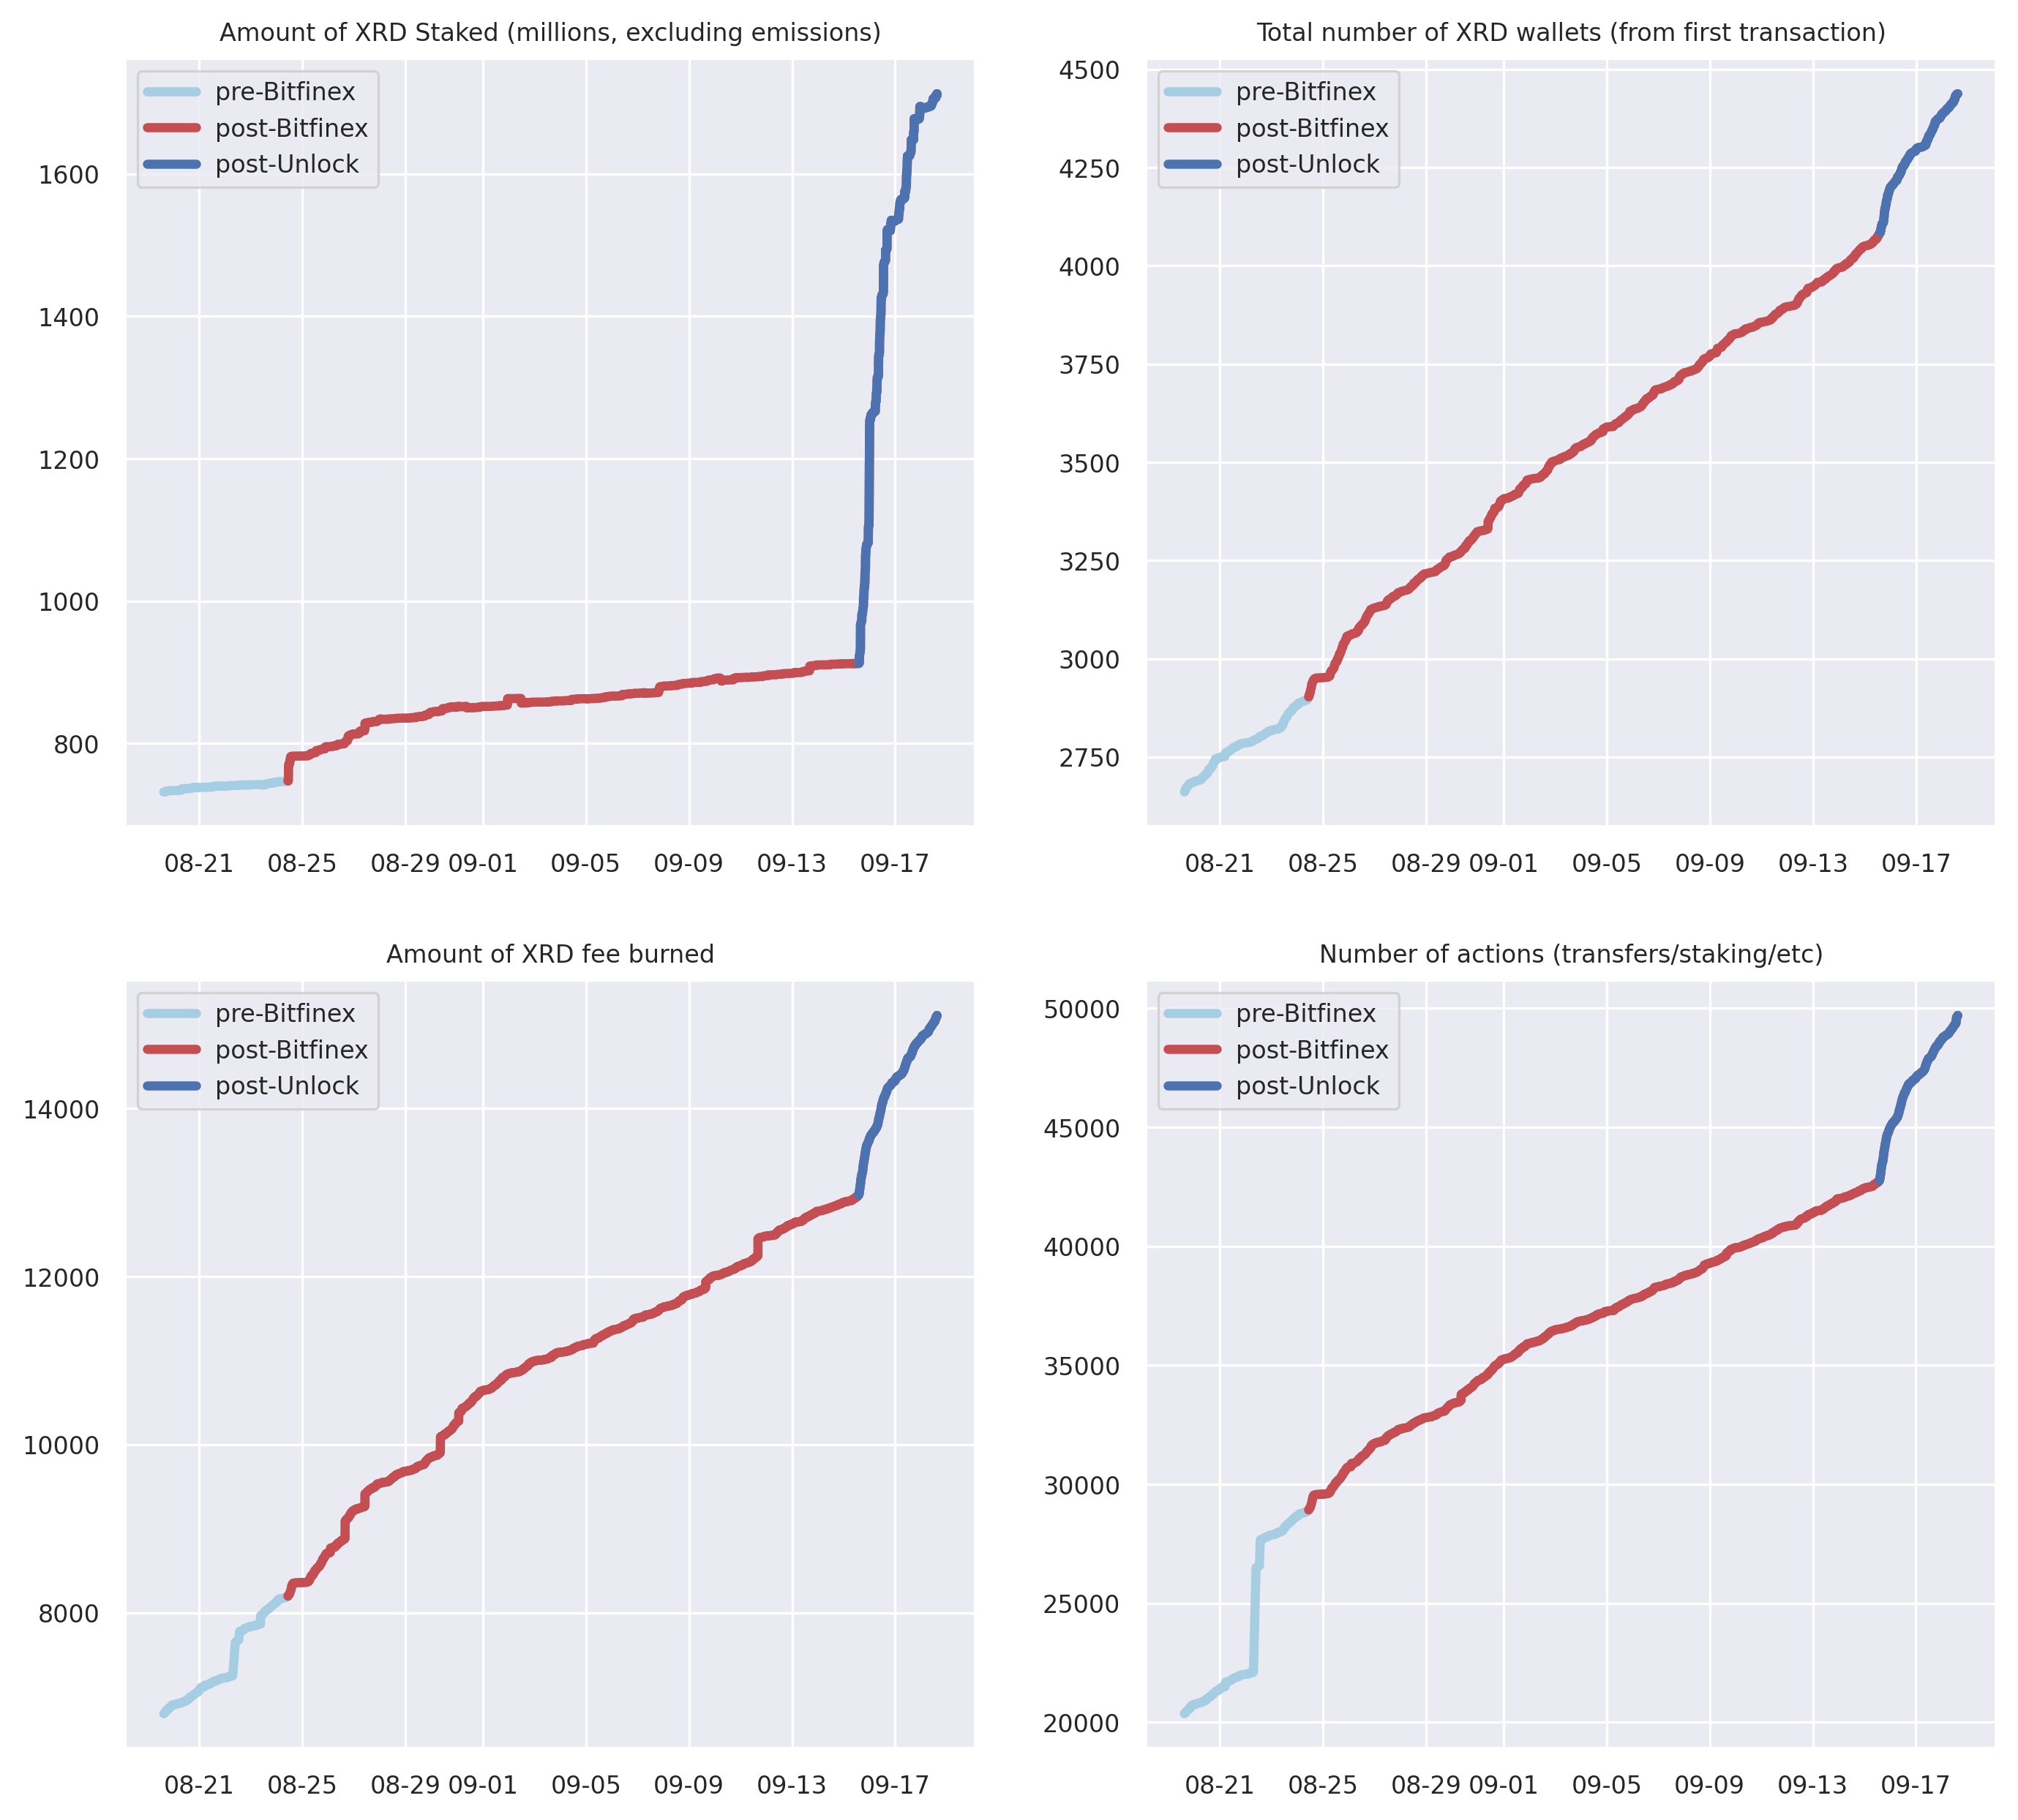 Amount of XRD Staked (millions, excluding emissions)
pre-Bitfinex
post-Bitfinex
post-Unlock
1600
1400
1200
1000
800
08-21 08-25 08-29 09-01 09-05 09-09 09-13 09-17
Total number of XRD wallets (from first transaction)
pre-Bitfinex
post-Bitfinex
post-Unlock
4500
4250
4000
3750
3500
3250
3000
2750
08-21 08-25 08-29 09-01 09-05 09-09 09-13 09-17
Amount of XRD fee burned
pre-Bitfinex
post-Bitfinex
post-Unlock
14000
12000
10000
8000
08-21 08-25 08-29 09-01 09-05 09-09 09-13 09-17
Number of actions (transfers/staking/etc)
pre-Bitfinex
post-Bitfinex
post-Unlock
50000
45000
40000
35000
30000
25000
20000
08-21 08-25 08-29 09-01 09-05 09-09 09-13 09-17